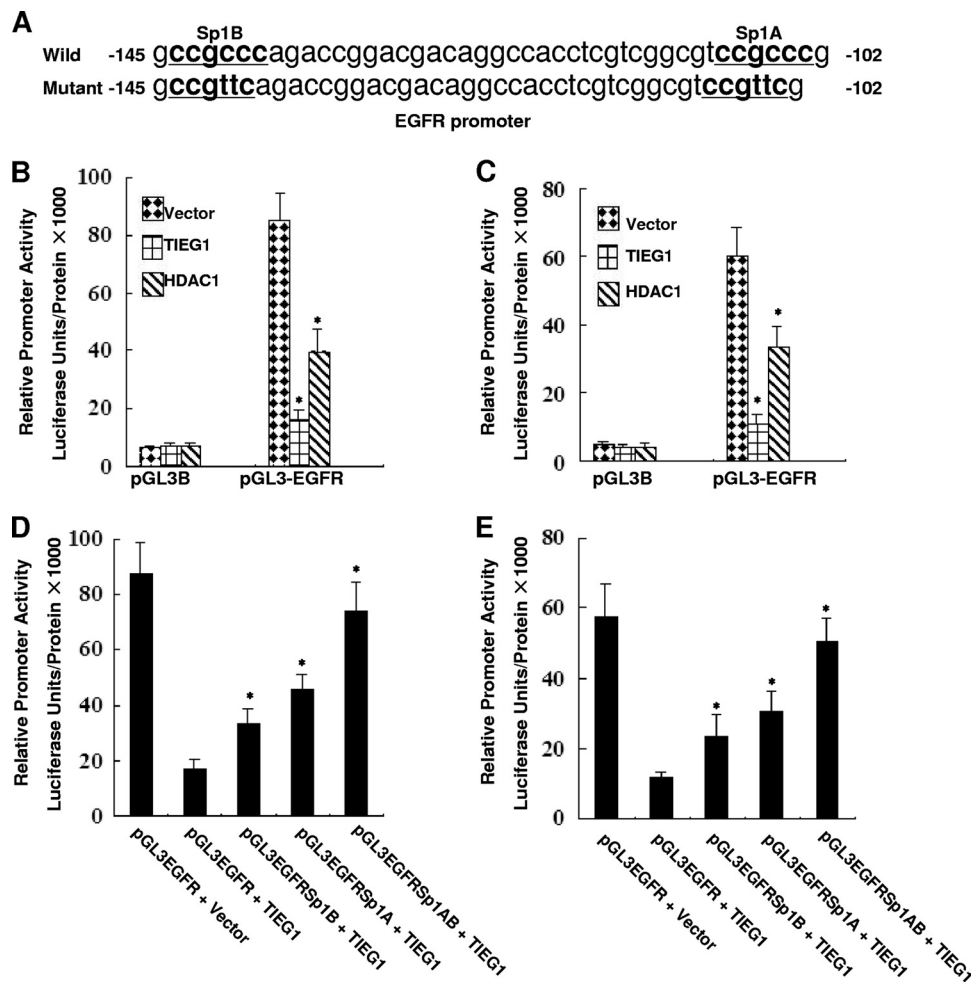 A
Sp1B Sp1A
Wild -145 gccgcccagaccggacgacaggccacctcgtcggcgtccgcccg -102
Mutant -145 gccgttcagaccggacgacaggccacctcgtcggcgtccgttcg -102
EGFR promoter
B
Relative Promoter Activity
Luciferase Units/Protein ×1000
100
80
60
40
20
0
Vector
TIEG1
HDAC1
*
*
pGL3B pGL3-EGFR
C
Relative Promoter Activity
Luciferase Units/Protein ×1000
80
60
40
20
0
Vector
TIEG1
HDAC1
*
*
pGL3B pGL3-EGFR
D
Relative Promoter Activity
Luciferase Units/Protein ×1000
100
80
60
40
20
0
*
*
*
pGL3EGFR + Vector
pGL3EGFR + TIEG1
pGL3EGFRSp1B + TIEG1
pGL3EGFRSp1A + TIEG1
pGL3EGFRSp1AB + TIEG1
E
Relative Promoter Activity
Luciferase Units/Protein ×1000
80
60
40
20
0
*
*
*
pGL3EGFR + Vector
pGL3EGFR + TIEG1
pGL3EGFRSp1B + TIEG1
pGL3EGFRSp1A + TIEG1
pGL3EGFRSp1AB + TIEG1